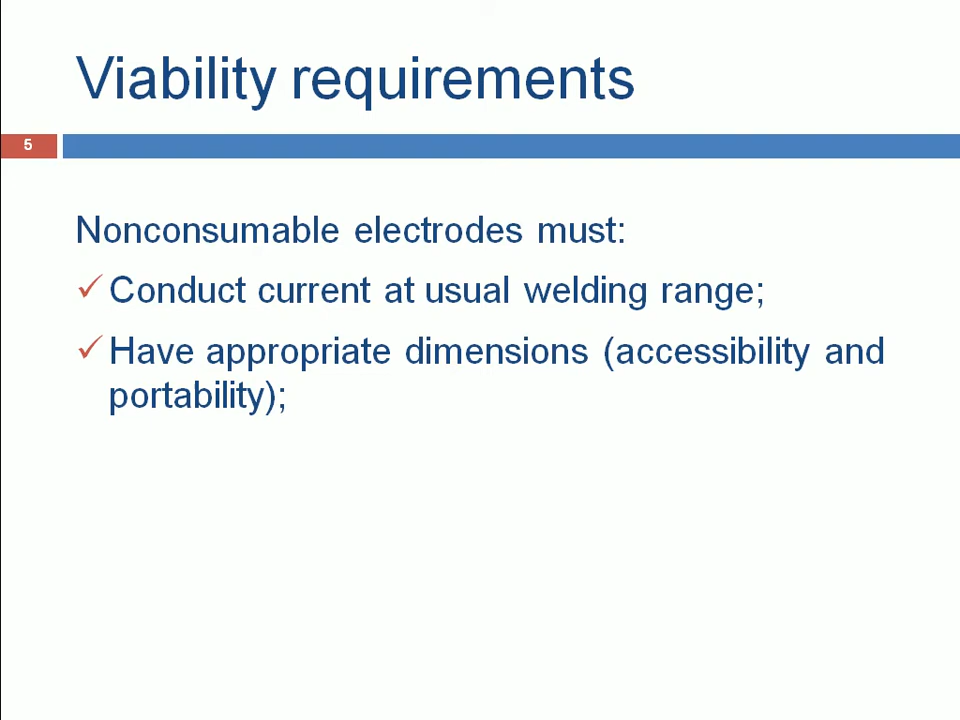 Viability requirements
5
Nonconsumable electrodes must:
✓ Conduct current at usual welding range;
✓ Have appropriate dimensions (accessibility and
portability);